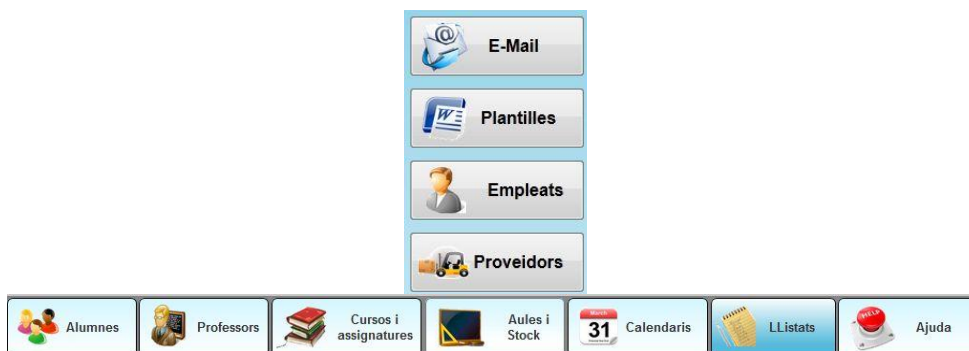 E-Mail
Plantilles
Empleats
Proveidors
Alumnes
Professors
Cursos i
assignatures
Aules i
Stock
March
31
Calendaris
LListats
HELP
Ajuda